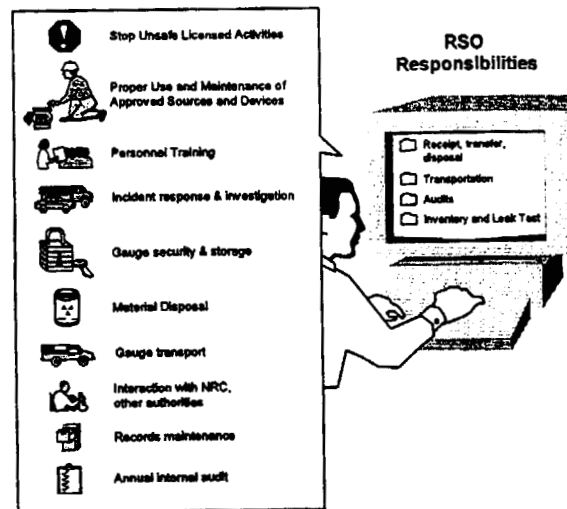 RSO
Responsibilities
Stop Unsafe Licensed Activities
Proper Use and Maintenance of
Approved Sources and Devices
Personnel Training
Incident response & investigation
Gauge security & storage
Material Disposal
Gauge transport
Interaction with NRC,
other authorities
Records maintenance
Annual internal audit
Receipt, transfer,
disposal
Transportation
Audits
Inventory and Leak Test